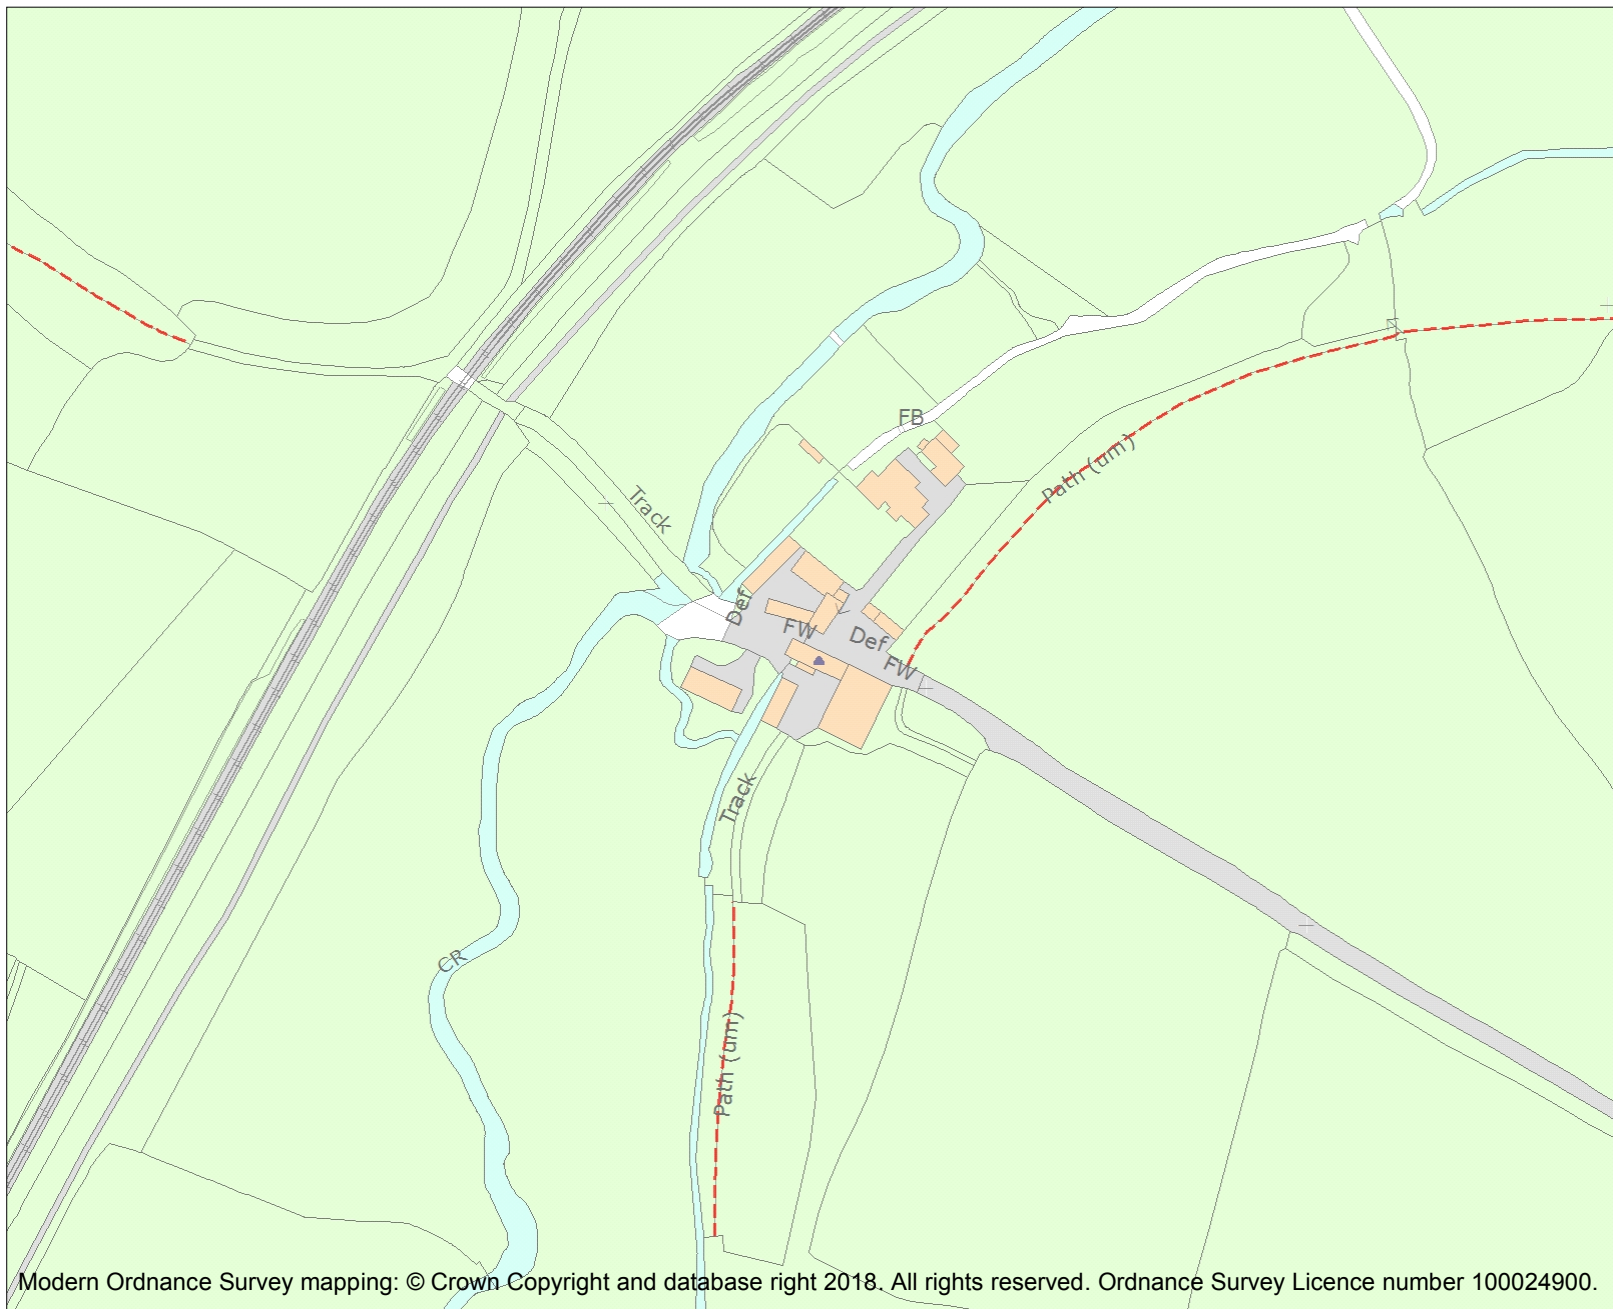 FB
Path (um)
Track
Def
FW
Def
FW
Track
CR
Path (um)
Modern Ordnance Survey mapping: © Crown Copyright and database right 2018. All rights reserved. Ordnance Survey Licence number 100024900.